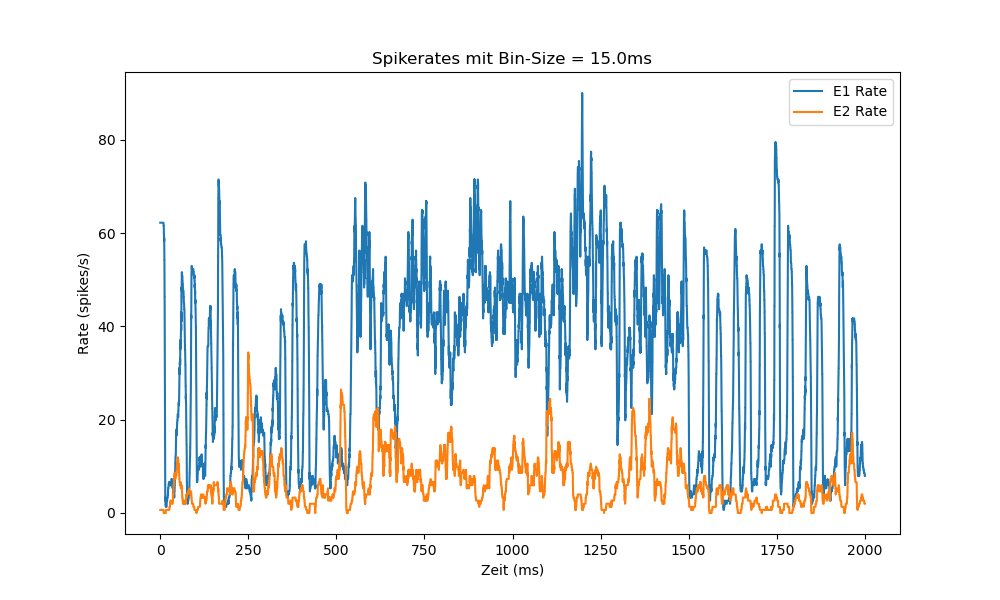 Spikerates mit Bin-Size = 15.0ms
E1 Rate
E2 Rate
Rate (spikes/s)
80
60
40
20
0
0 250 500 750 1000 1250 1500 1750 2000
Zeit (ms)